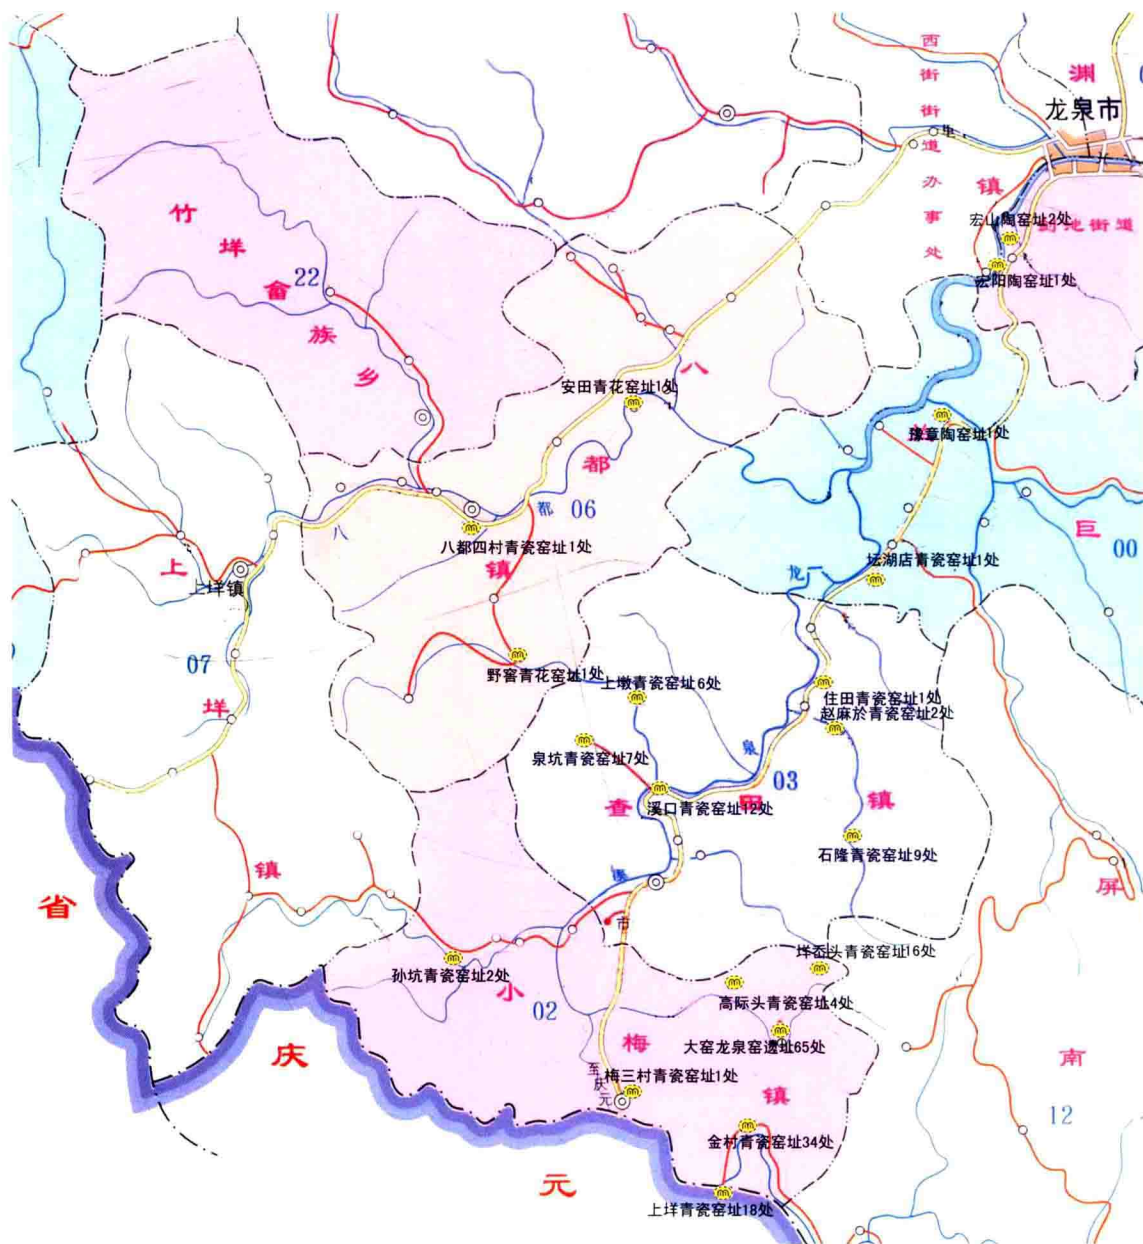 西街街道办事处
渊
龙泉市
镇
宏山陶窑址2处
剑池街道
宏阳陶窑址1处
竹垟畲族乡
22
八
安田青花窑址1处
豫章陶窑址1处
都
都
06
八
八都四村青瓷窑址1处
镇
巨
00
上
上垟镇
坛湖店青瓷窑址1处
龙
07
野窖青花窑址1处
上墩青瓷窑址6处
住田青瓷窑址1处
赵麻於青瓷窑址2处
垟
泉坑青瓷窑址7处
泉
03
查
田
镇
溪口青瓷窑址12处
石隆青瓷窑址9处
镇
溪
屏
省
市
垟岙头青瓷窑址16处
孙坑青瓷窑址2处
小
高际头青瓷窑址4处
02
庆
梅
大窑龙泉窑遗址65处
南
至庆元
梅三村青瓷窑址1处
镇
12
金村青瓷窑址34处
元
上垟青瓷窑址18处